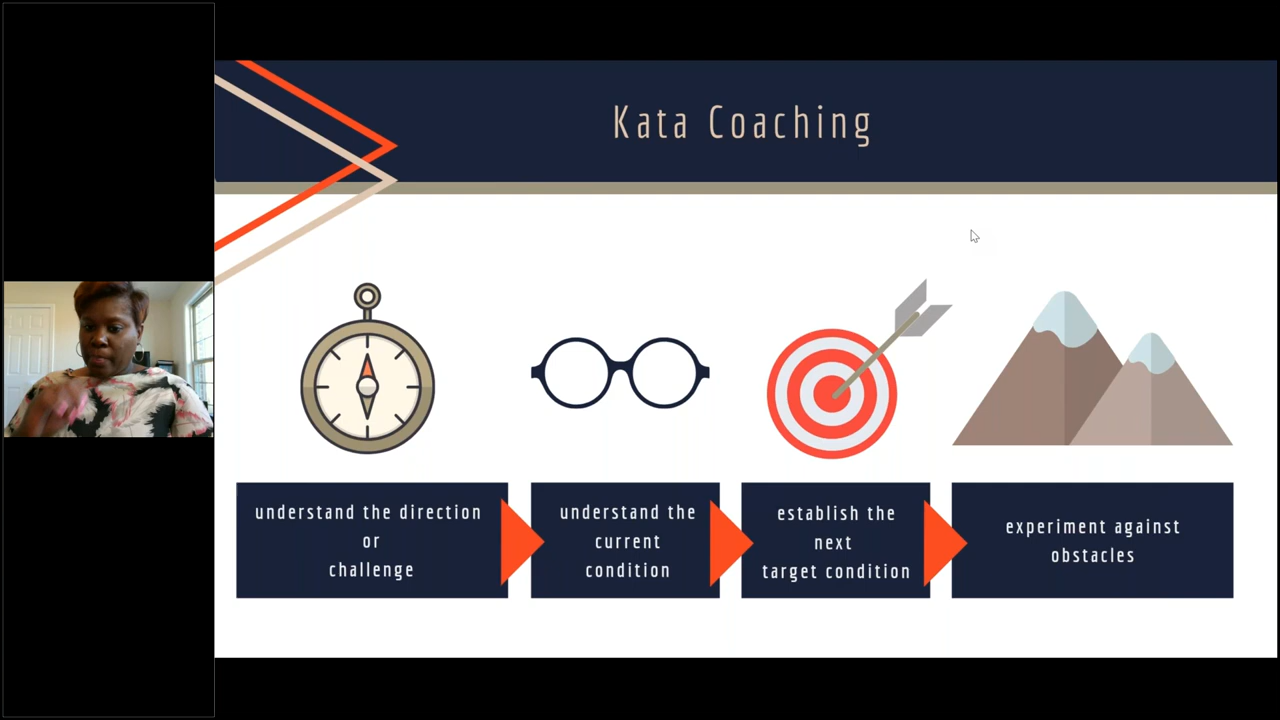 Kata Coaching
understand the direction
or
challenge
understand the
current
condition
establish the
next
target condition
experiment against
obstacles